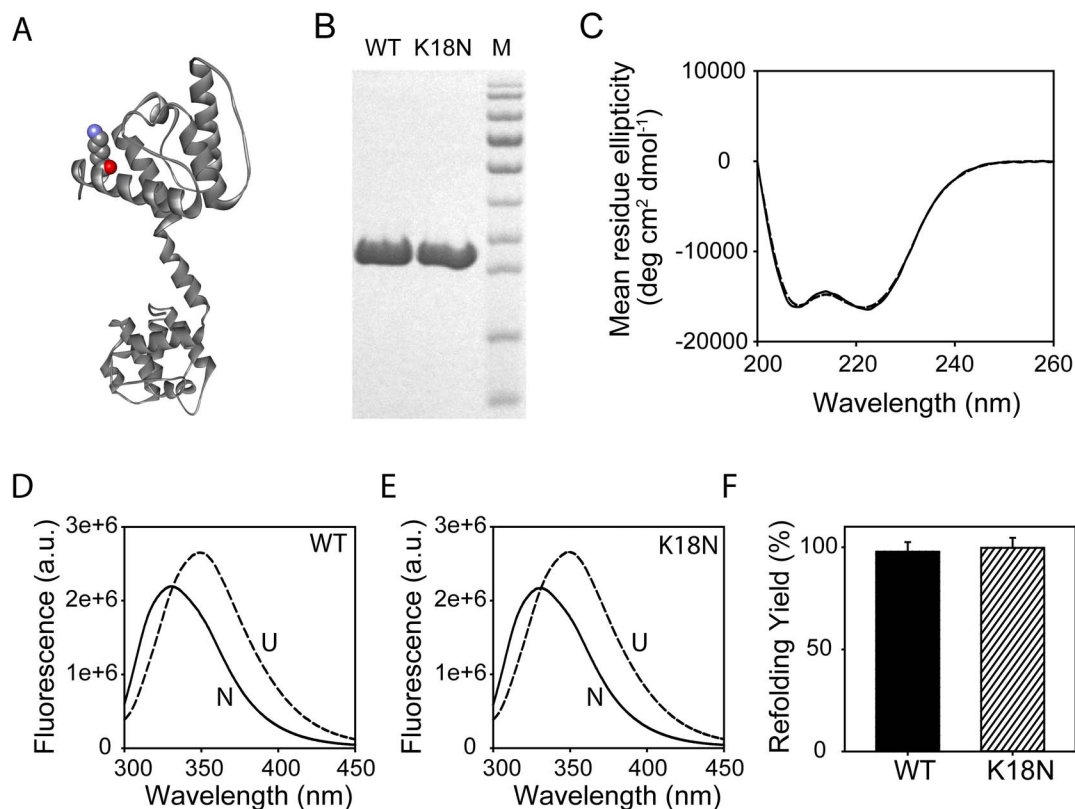 A
B
WT K18N M
C
Mean residue ellipticity
(deg cm² dmol⁻¹)
10000
0
-10000
-20000
200 220 240 260
Wavelength (nm)
D
Fluorescence (a.u.)
3e+6
2e+6
1e+6
0
WT
U
N
300 350 400 450
Wavelength (nm)
E
Fluorescence (a.u.)
3e+6
2e+6
1e+6
0
K18N
U
N
300 350 400 450
Wavelength (nm)
F
Refolding Yield (%)
100
50
0
WT K18N